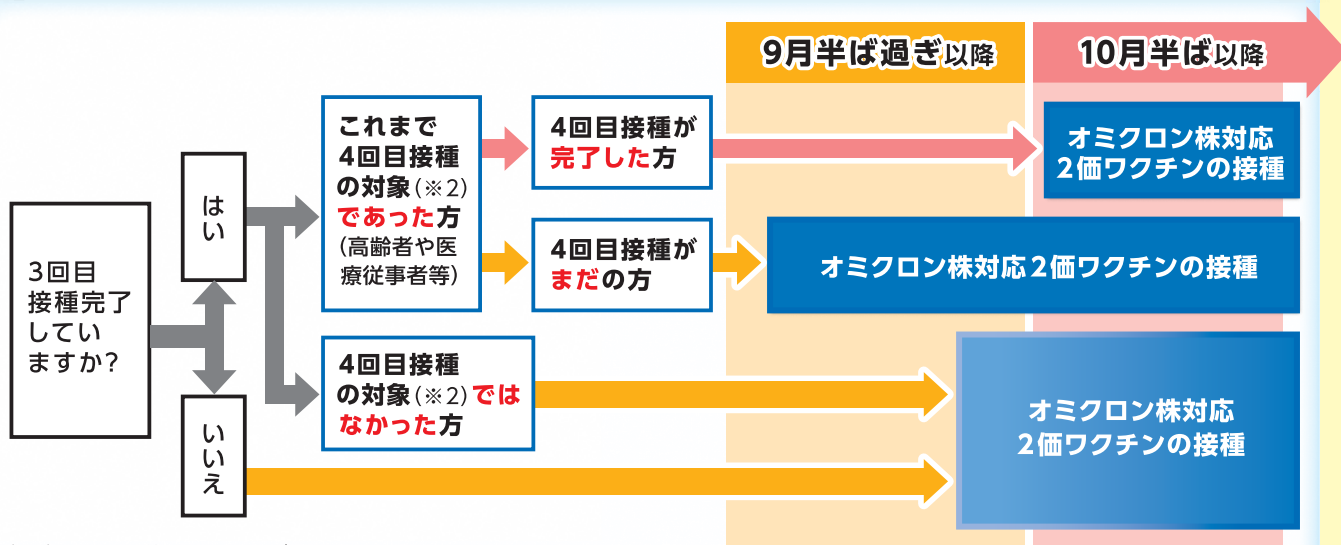 9月半ば過ぎ以降
10月半ば以降
3回目
接種完了
してい
ますか?
はい
いいえ
これまで
4回目接種
の対象(※2)
であった方
(高齢者や医
療従事者等)
4回目接種が
完了した方
オミクロン株対応
2価ワクチンの接種
4回目接種が
まだの方
オミクロン株対応2価ワクチンの接種
4回目接種
の対象(※2)では
なかった方
オミクロン株対応
2価ワクチンの接種